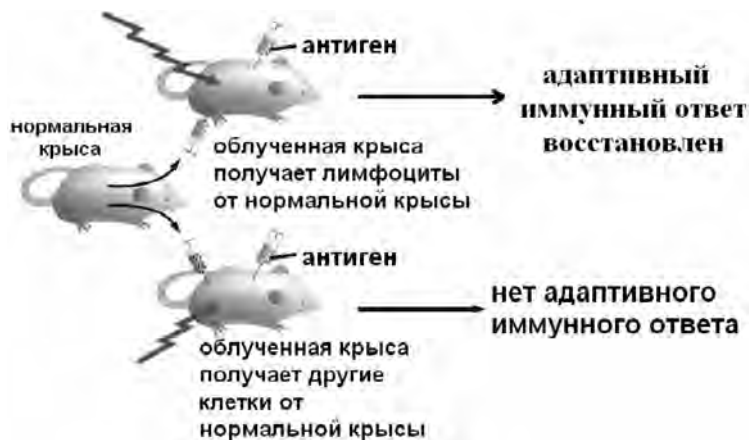 антиген
адаптивный
иммунный ответ
восстановлен
нормальная
крыса
облученная крыса
получает лимфоциты
от нормальной крысы
антиген
нет адаптивного
иммунного ответа
облученная крыса
получает другие
клетки от
нормальной крысы